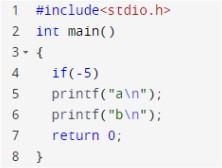 1 #include<stdio.h>
2 int main()
3 {
4 if(-5)
5 printf("a\n");
6 printf("b\n");
7 return 0;
8 }